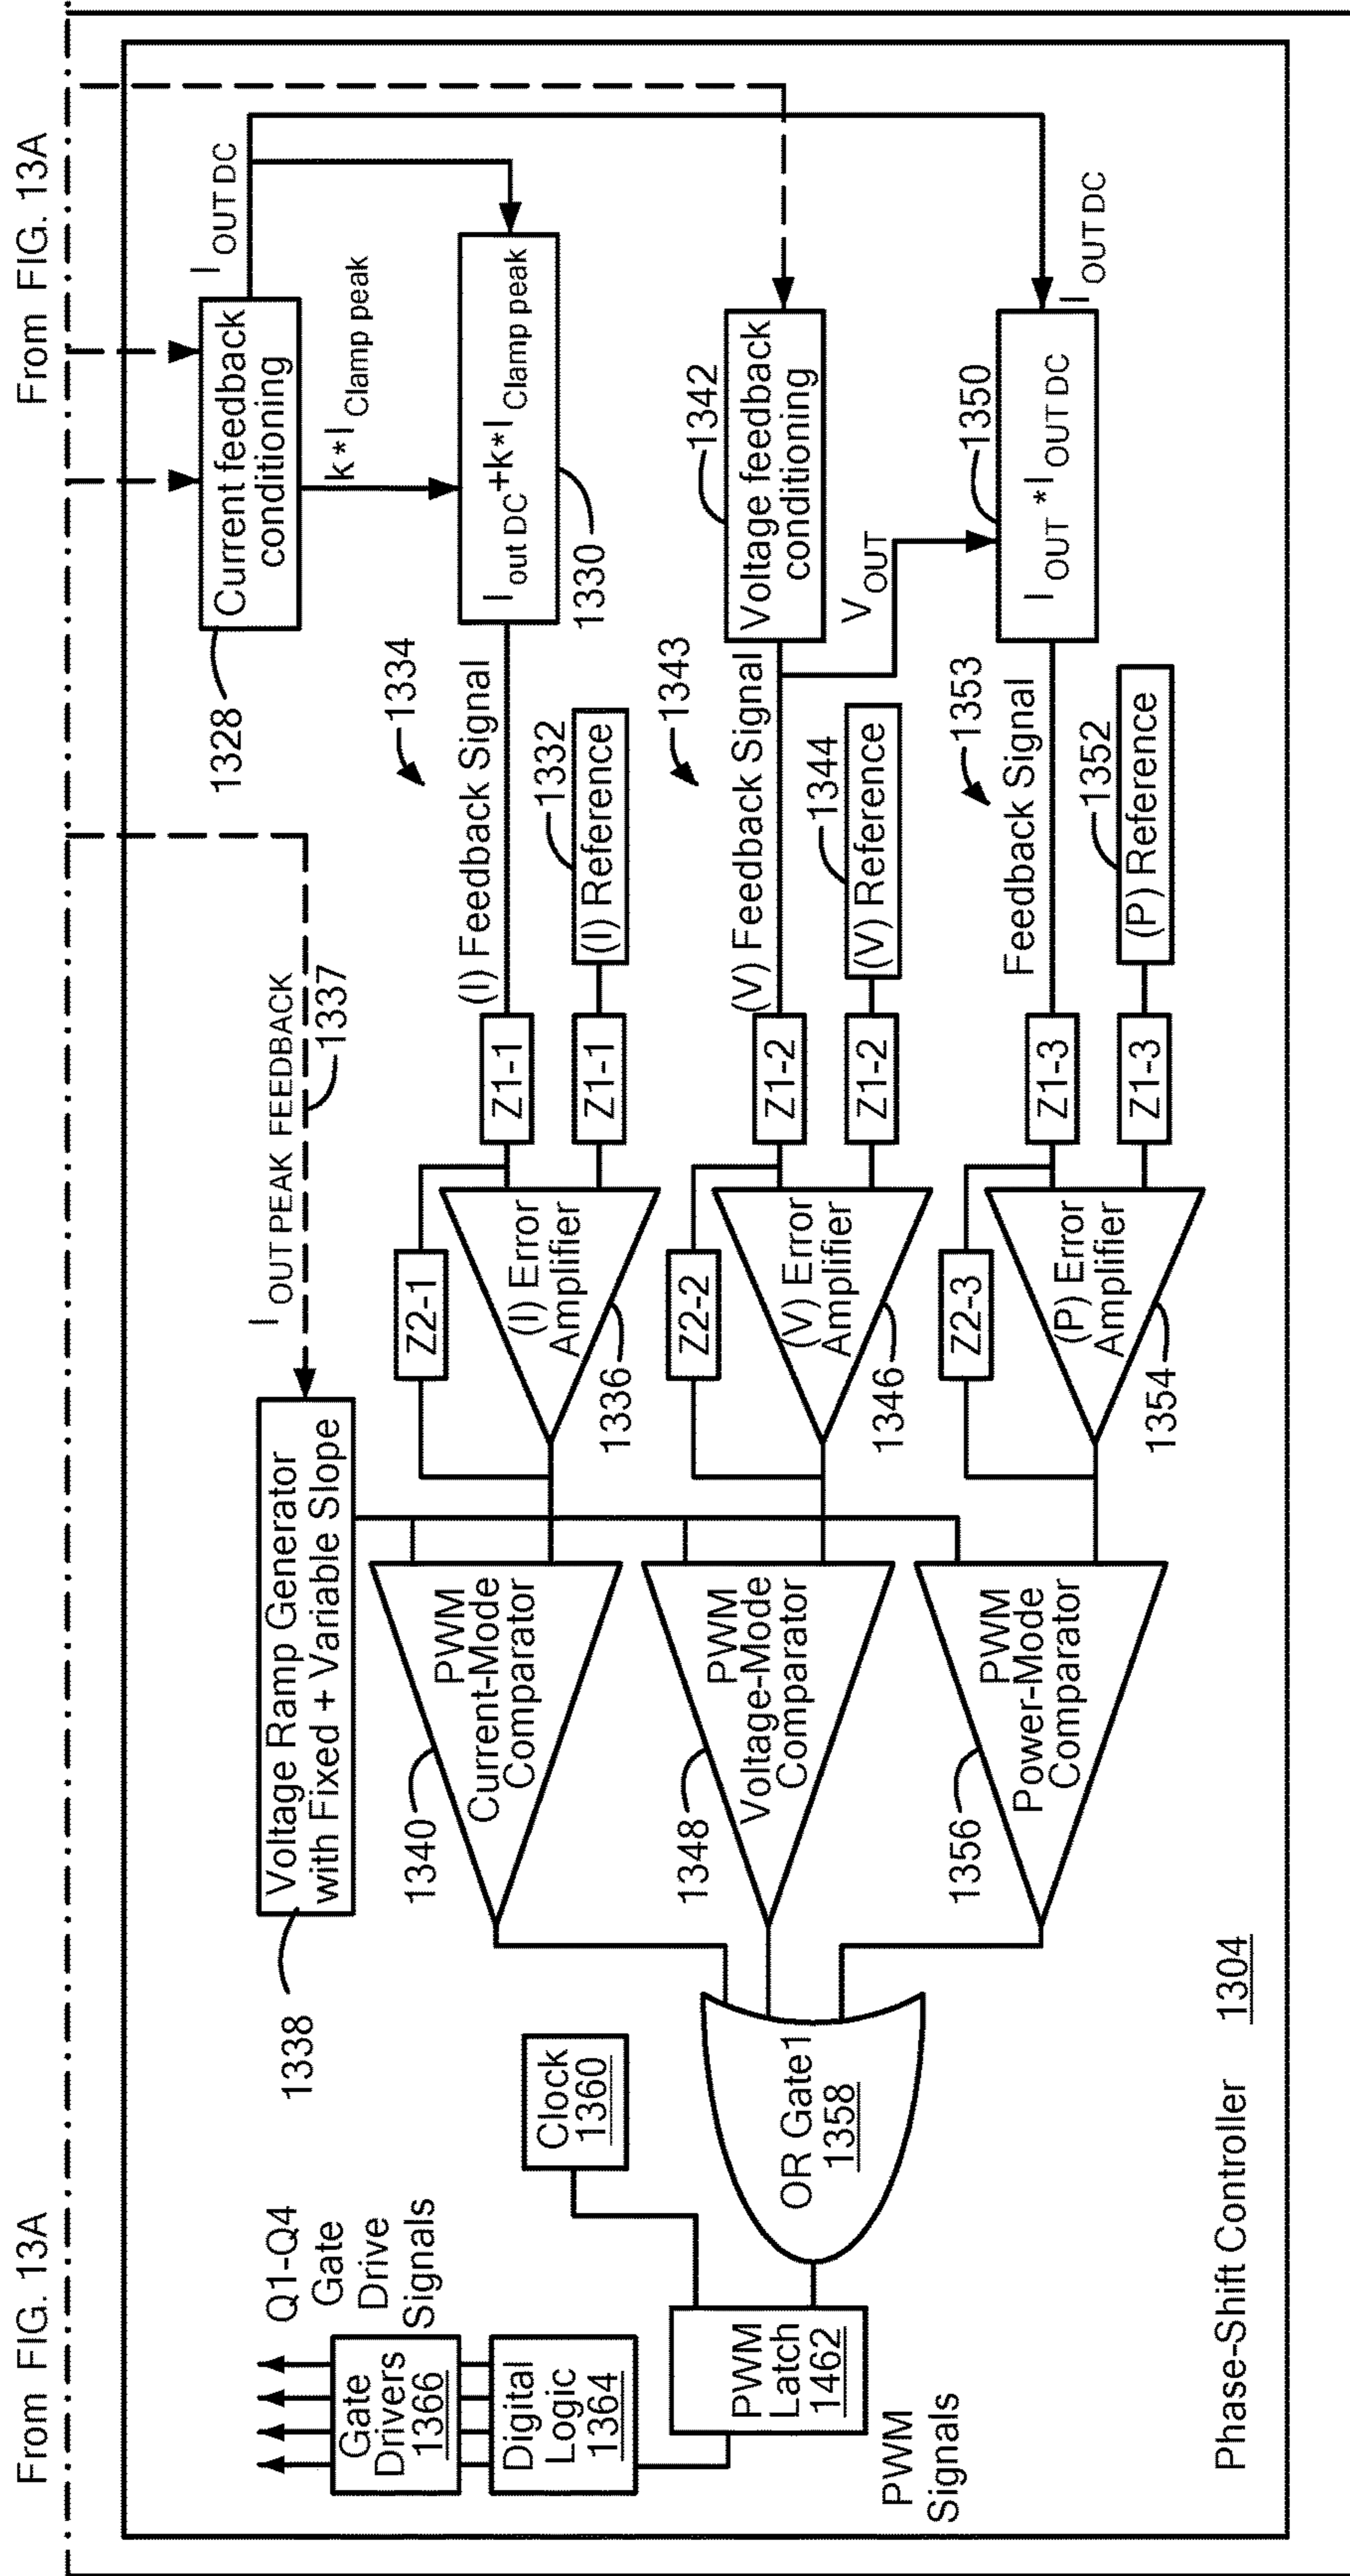 From FIG. 13A
From FIG. 13A
Q1-Q4
Gate
Drive
Signals
Gate
Drivers
1366
Digital
Logic
1364
PWM
Latch
1462
PWM
Signals
Clock
1360
OR Gate1
1358
1338
Voltage Ramp Generator
with Fixed + Variable Slope
I OUT PEAK FEEDBACK
1337
1340
PWM
Current-Mode
Comparator
1348
PWM
Voltage-Mode
Comparator
1356
PWM
Power-Mode
Comparator
Z2-1
(I) Error
Amplifier
1336
Z2-2
(V) Error
Amplifier
1346
Z2-3
(P) Error
Amplifier
1354
Z1-1
Z1-1
Z1-2
Z1-2
Z1-3
Z1-3
(I) Feedback Signal
1334
(I) Reference
1332
(V) Feedback Signal
1343
(V) Reference
1344
Feedback Signal
1353
(P) Reference
1352
1328
Current feedback
conditioning
I OUT DC
k*I Clamp peak
I out DC+k*I Clamp peak
1330
1342
Voltage feedback
conditioning
V OUT
1350
I OUT *I OUT DC
I OUT DC
Phase-Shift Controller 1304